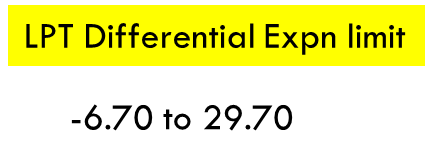 LPT Differential Expn limit
-6.70 to 29.70